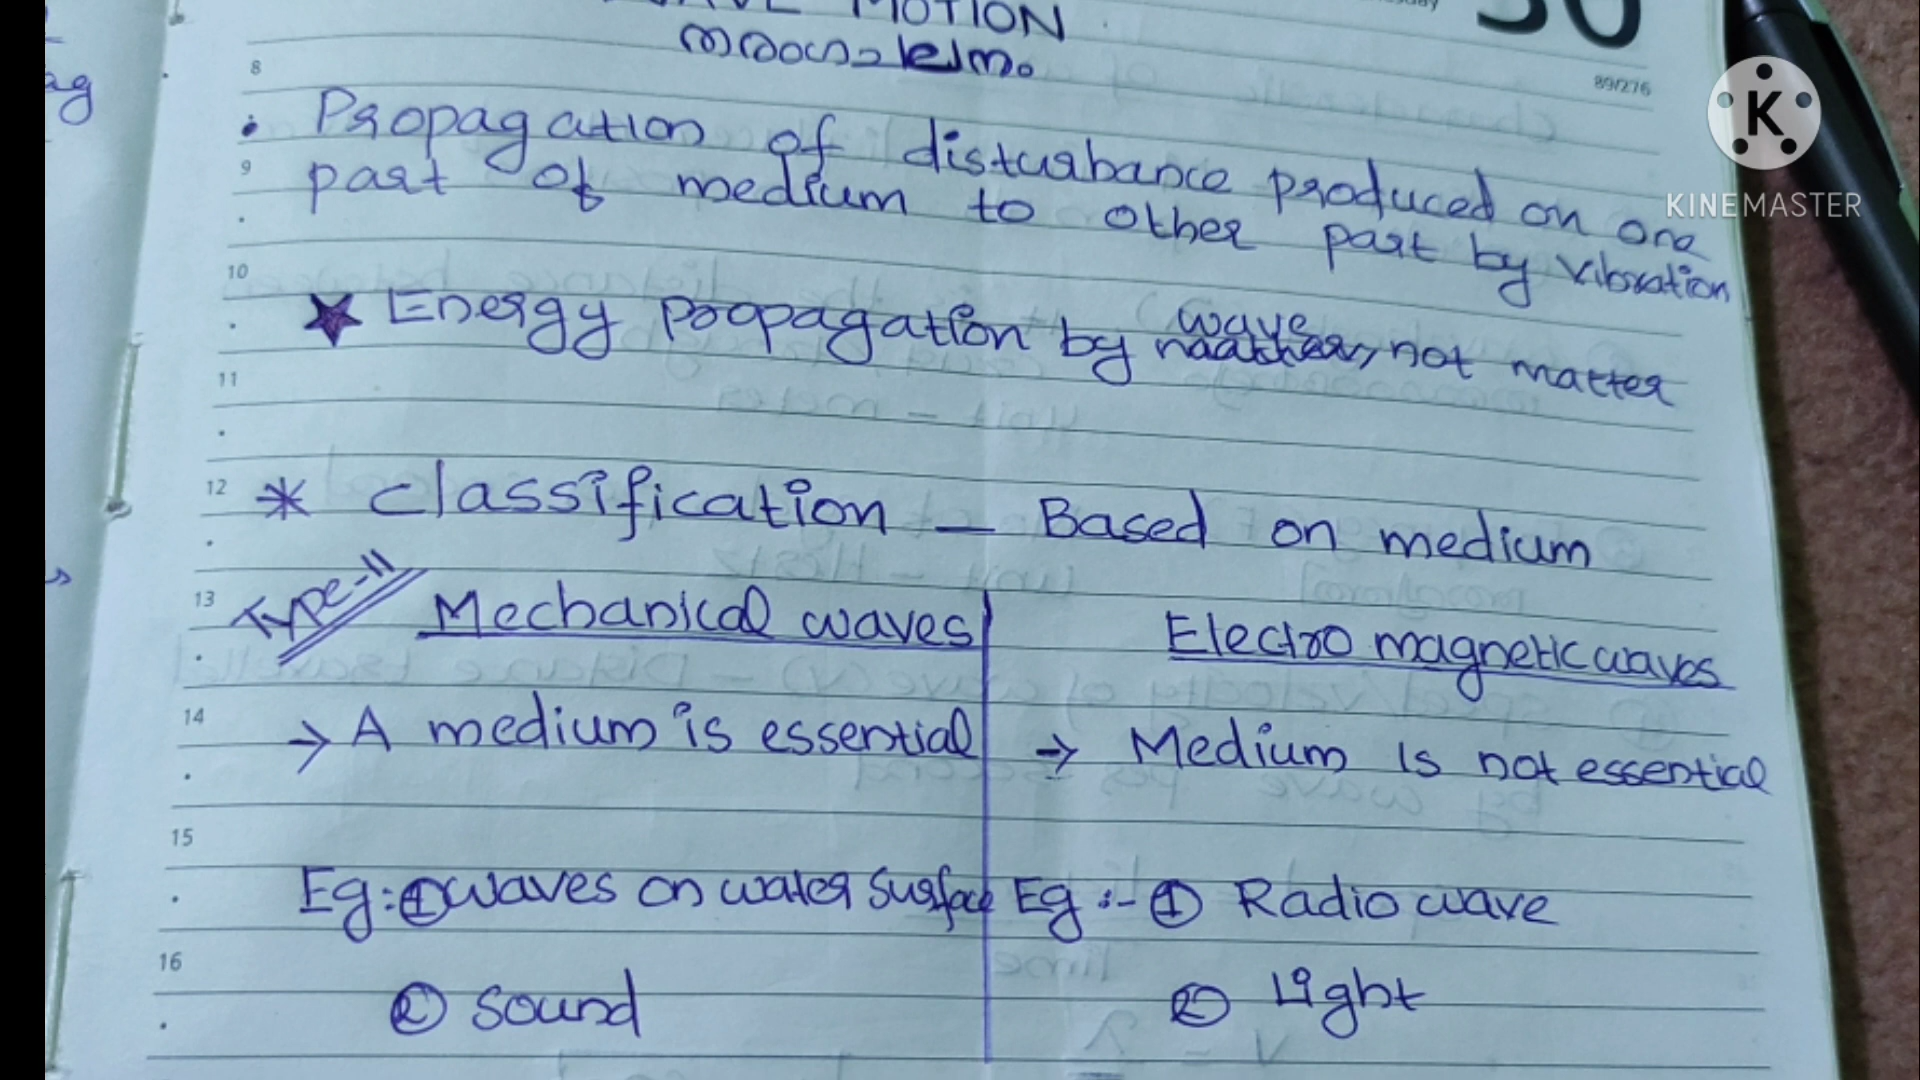 MOTION
30
89/276
ag
8
• Propagation of disturbance produced on one
9
part of medium to other part by vibration
10
★ Energy propagation by wave, not matter
11
12
* Classification — Based on medium
Type-II
13
Mechanical waves
Electro magnetic waves
14
→ A medium is essential
→ Medium is not essential
15
Eg: ① waves on water surface
Eg :- ① Radio wave
16
② Sound
② Light
K
KINEMASTER